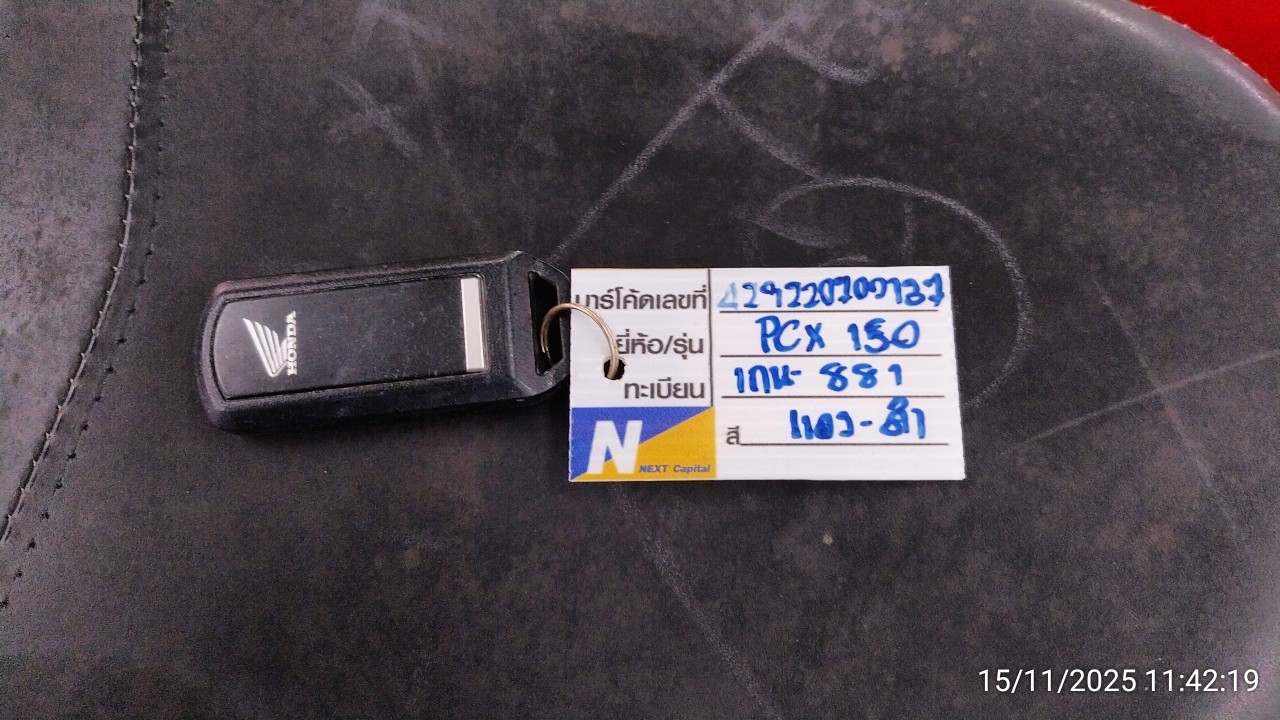 HONDA
บาร์โค้ดเลขที่ 429220700137
ยี่ห้อ/รุ่น PCX 150
ทะเบียน 1กน- 881
สี แดง-ดำ
N NEXT Capital
15/11/2025 11:42:19